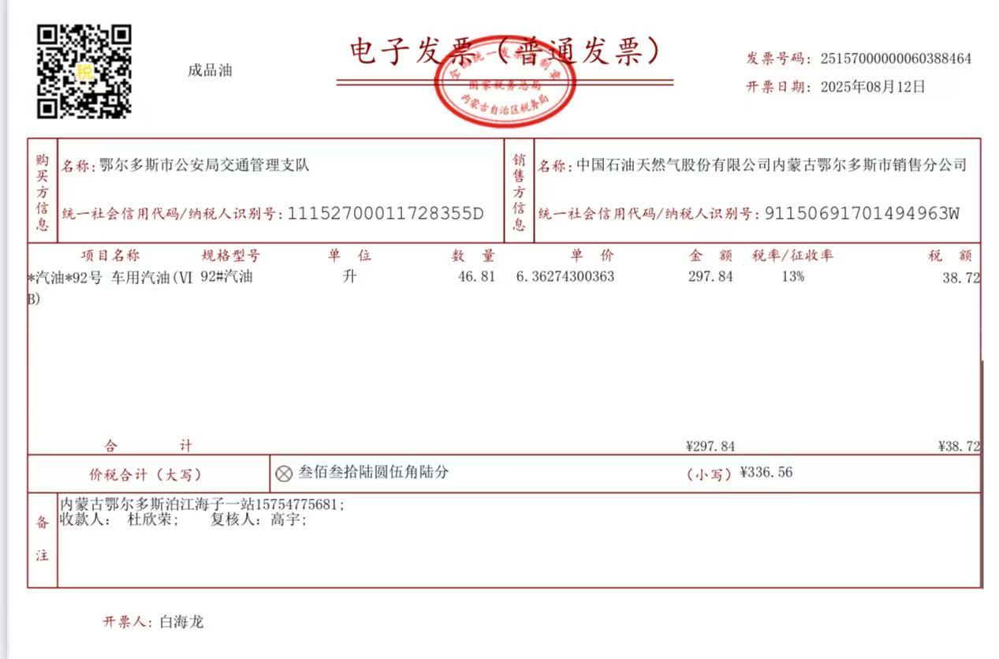 税
成品油
电子发票（普通发票）
全国统一发票监制章
国家税务总局
内蒙古自治区税务局
发票号码：25157000000060388464
开票日期：2025年08月12日
购买方信息
名称：鄂尔多斯市公安局交通管理支队
统一社会信用代码/纳税人识别号：11152700011728355D
销售方信息
名称：中国石油天然气股份有限公司内蒙古鄂尔多斯市销售分公司
统一社会信用代码/纳税人识别号：91150691701494963W
项目名称 规格型号 单 位 数 量 单 价 金 额 税率/征收率 税 额
*汽油*92号 车用汽油(ⅥB) 92#汽油 升 46.81 6.36274300363 297.84 13% 38.72
合 计 ¥297.84 ¥38.72
价税合计（大写） ⊗ 叁佰叁拾陆圆伍角陆分 （小写）¥336.56
备注
内蒙古鄂尔多斯泊江海子一站15754775681;
收款人： 杜欣荣; 复核人：高宇;
开票人：白海龙